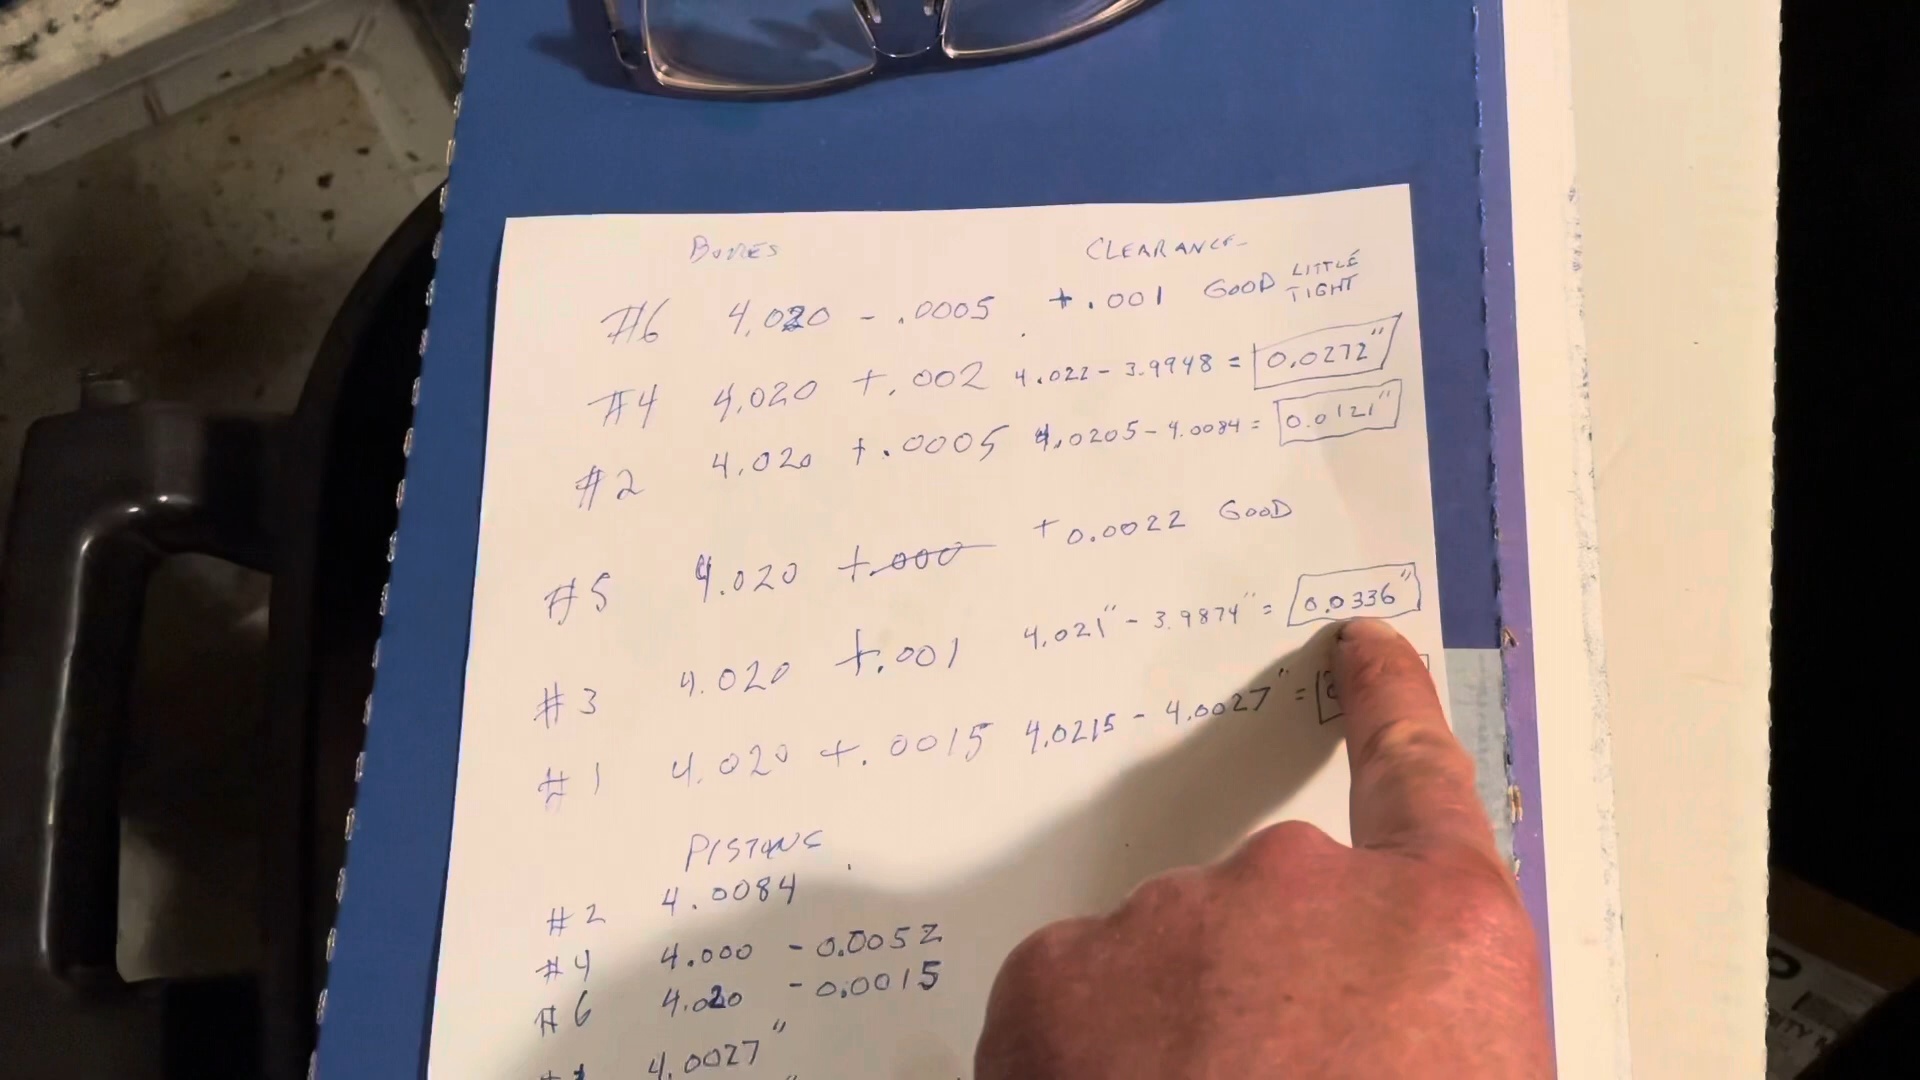 BORES CLEARANCE
#6 4.020 - .0005 +.001 GOOD LITTLE TIGHT
#4 4.020 +.002 4.022 - 3.9948 = 0.0272"
#2 4.020 +.0005 4.0205 - 4.0084 = 0.0121"
#5 4.020 +.000 +0.0022 GOOD
#3 4.020 +.001 4.021" - 3.9874" = 0.0336"
#1 4.020 +.0015 4.0215 - 4.0027" =
PISTONS
#2 4.0084
#4 4.000 - 0.0052
#6 4.020 - 0.0015
4.0027"